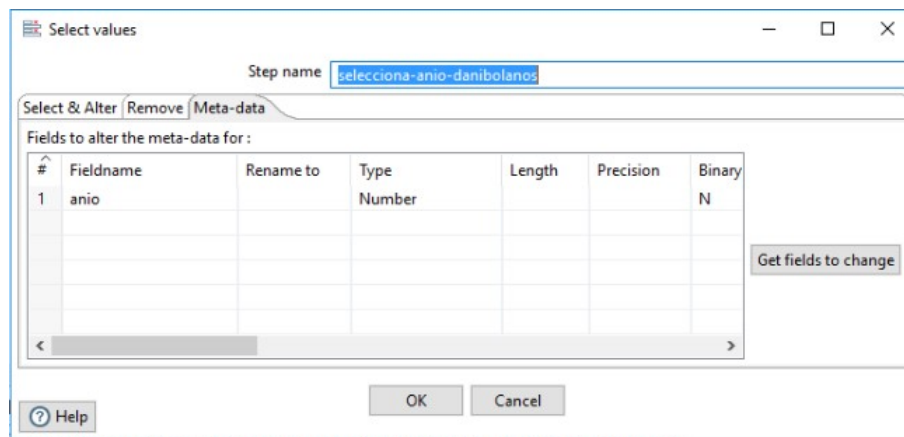 Select values
Step name selecciona-anio-danibolanos
Select & Alter Remove Meta-data
Fields to alter the meta-data for :
# Fieldname Rename to Type Length Precision Binary
1 anio Number N
Get fields to change
OK Cancel
Help